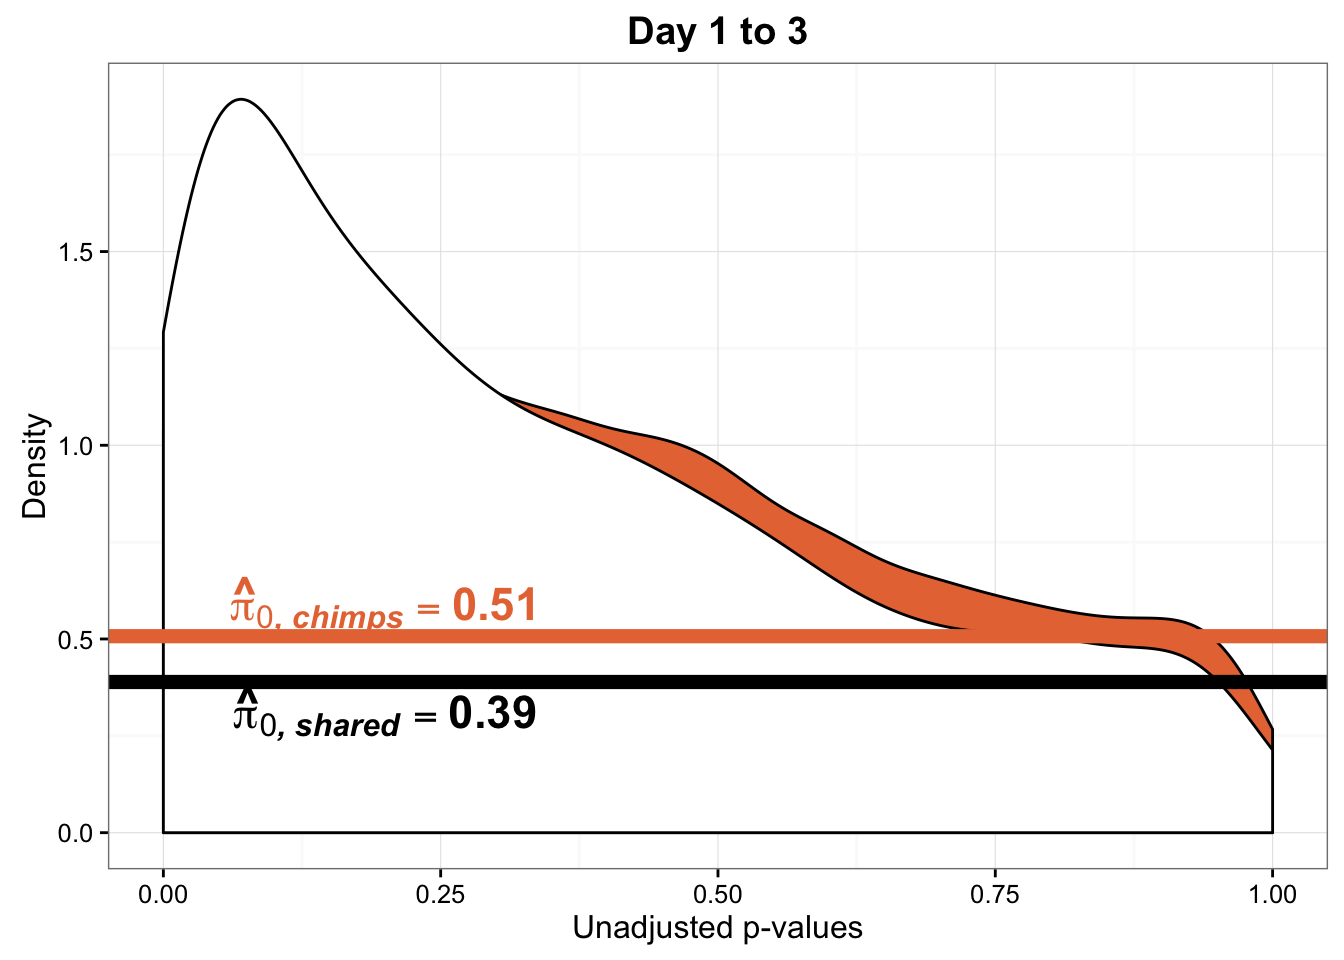 Day 1 to 3
Density
1.5
1.0
0.5
0.0
π̂0, chimps = 0.51
π̂0, shared = 0.39
0.00 0.25 0.50 0.75 1.00
Unadjusted p-values